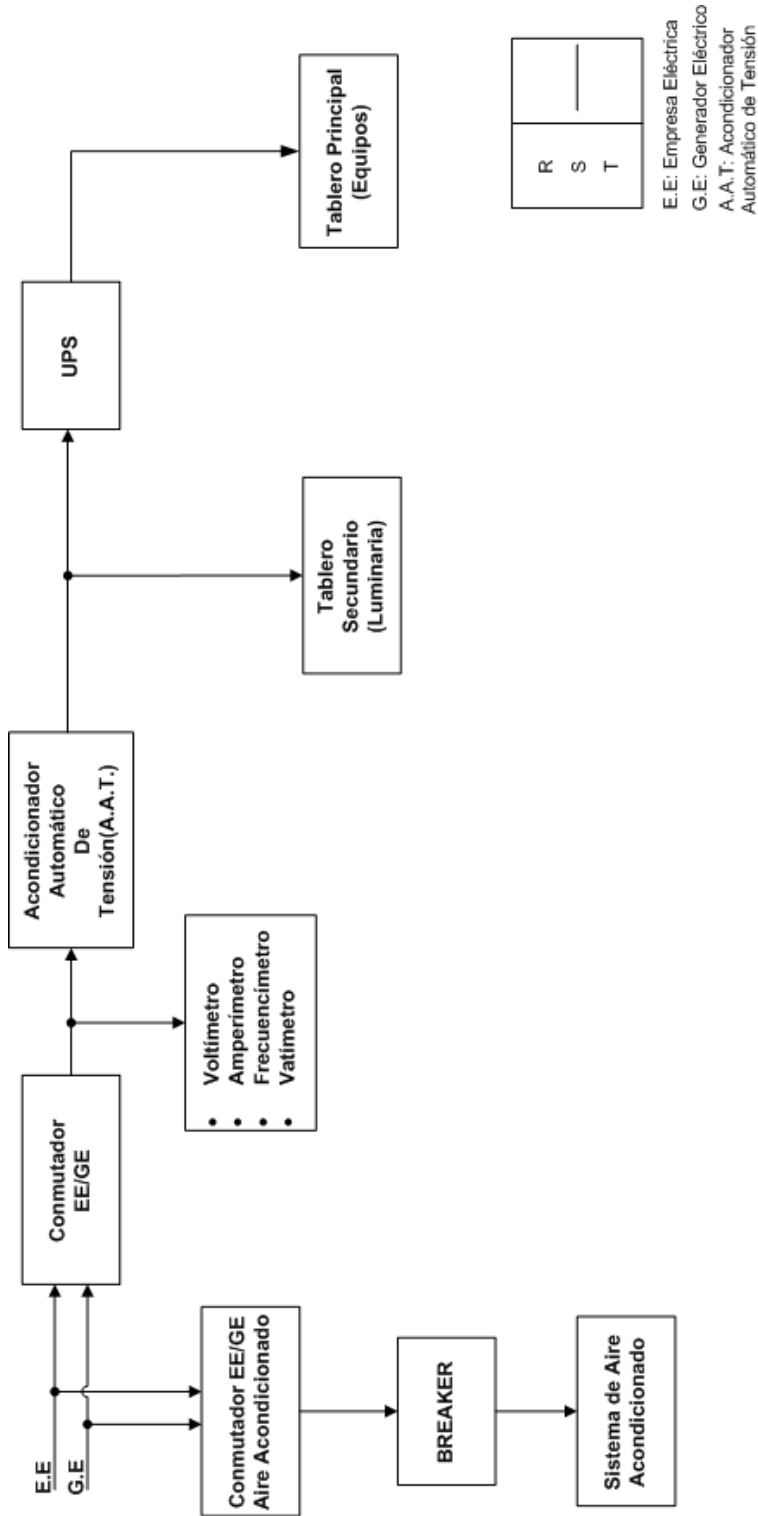 E.E
G.E
Conmutador
EE/GE
Conmutador EE/GE
Aire Acondicionado
BREAKER
Sistema de Aire
Acondicionado
• Voltímetro
• Amperímetro
• Frecuencímetro
• Vatímetro
Acondicionador
Automático
De
Tensión(A.A.T.)
Tablero
Secundario
(Luminaria)
UPS
Tablero Principal
(Equipos)
R
S
T
E.E: Empresa Eléctrica
G.E: Generador Eléctrico
A.A.T: Acondicionador
Automático de Tensión